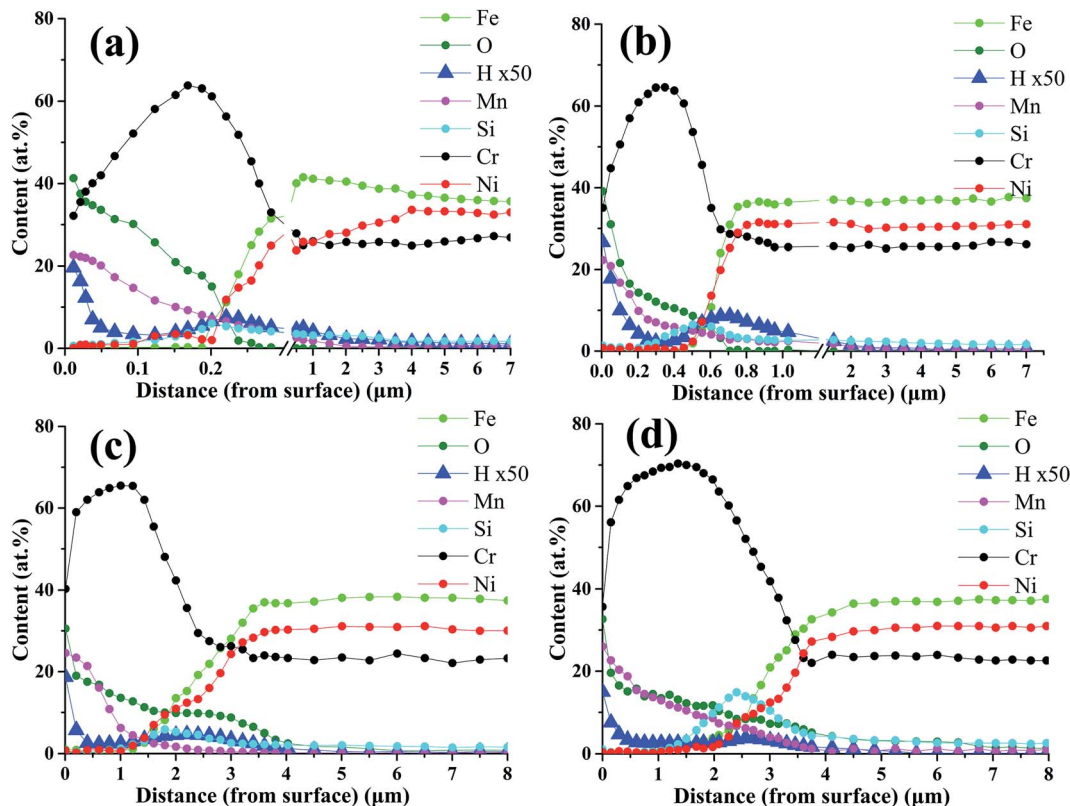 (a)
Fe
O
H x50
Mn
Si
Cr
Ni
80
60
40
20
0
Content (at.%)
0.0 0.1 0.2 1 2 3 4 5 6 7
Distance (from surface) (μm)
(b)
Fe
O
H x50
Mn
Si
Cr
Ni
80
60
40
20
0
Content (at.%)
0.0 0.2 0.4 0.6 0.8 1.0 2 3 4 5 6 7
Distance (from surface) (μm)
(c)
Fe
O
H x50
Mn
Si
Cr
Ni
80
60
40
20
0
Content (at.%)
0 1 2 3 4 5 6 7 8
Distance (from surface) (μm)
(d)
Fe
O
H x50
Mn
Si
Cr
Ni
80
60
40
20
0
Content (at.%)
0 1 2 3 4 5 6 7 8
Distance (from surface) (μm)